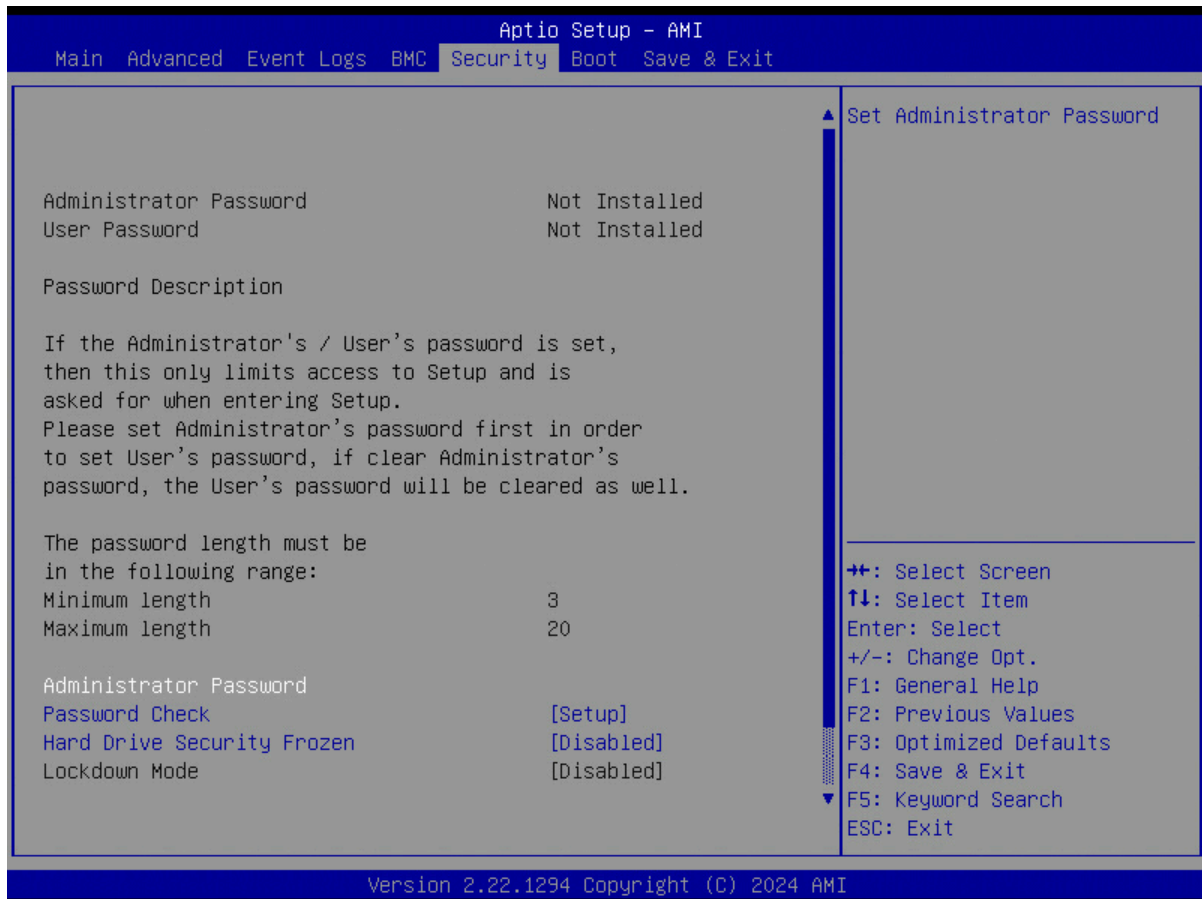 Aptio Setup – AMI
Main Advanced Event Logs BMC Security Boot Save & Exit
Set Administrator Password
Administrator Password Not Installed
User Password Not Installed
Password Description
If the Administrator's / User's password is set,
then this only limits access to Setup and is
asked for when entering Setup.
Please set Administrator's password first in order
to set User's password, if clear Administrator's
password, the User's password will be cleared as well.
The password length must be
in the following range:
Minimum length 3
Maximum length 20
Administrator Password
Password Check [Setup]
Hard Drive Security Frozen [Disabled]
Lockdown Mode [Disabled]
→←: Select Screen
↑↓: Select Item
Enter: Select
+/-: Change Opt.
F1: General Help
F2: Previous Values
F3: Optimized Defaults
F4: Save & Exit
F5: Keyword Search
ESC: Exit
Version 2.22.1294 Copyright (C) 2024 AMI